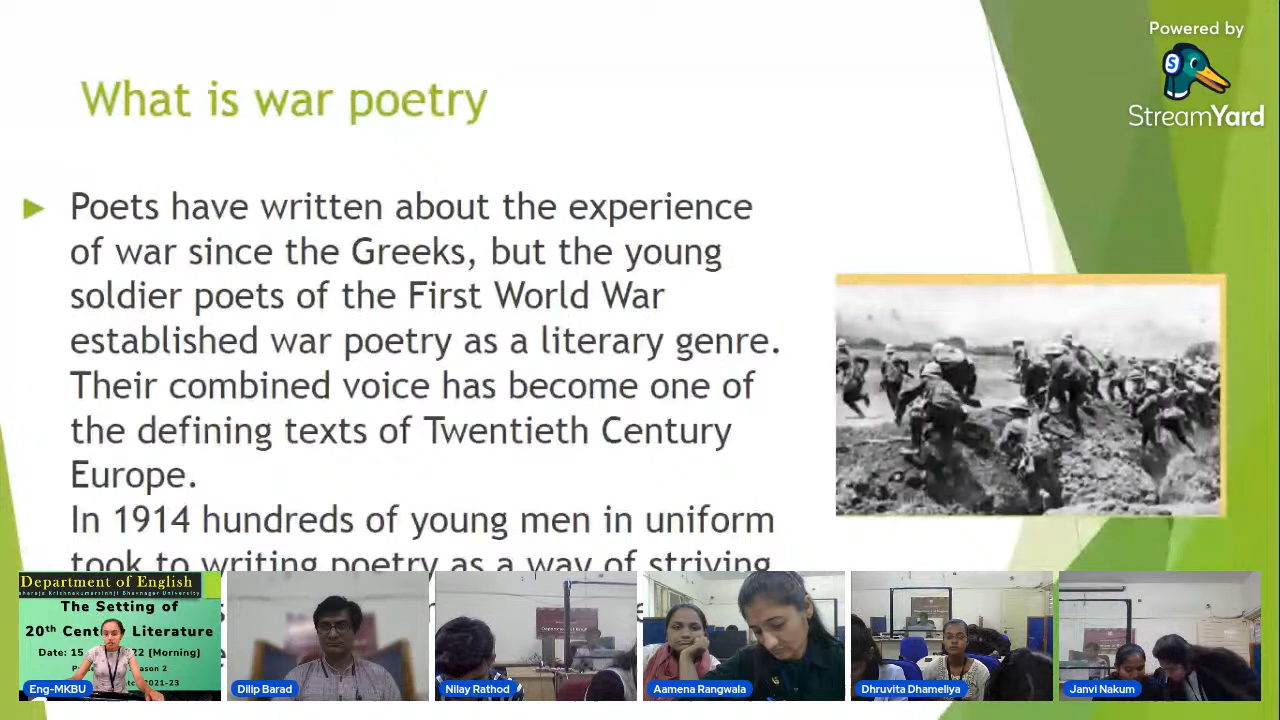 Powered by
StreamYard
What is war poetry
Poets have written about the experience
of war since the Greeks, but the young
soldier poets of the First World War
established war poetry as a literary genre.
Their combined voice has become one of
the defining texts of Twentieth Century
Europe.
In 1914 hundreds of young men in uniform
took to writing poetry as a way of striving
Department of English
Krishnakumarsinhji Bhavnagar University
The Setting of
20th Century Literature
Date: 15
22 [Morning]
2021-23
Eng-MKBU
Dilip Barad
Nilay Rathod
Aamena Rangwala
Dhruvita Dhameliya
Janvi Nakum